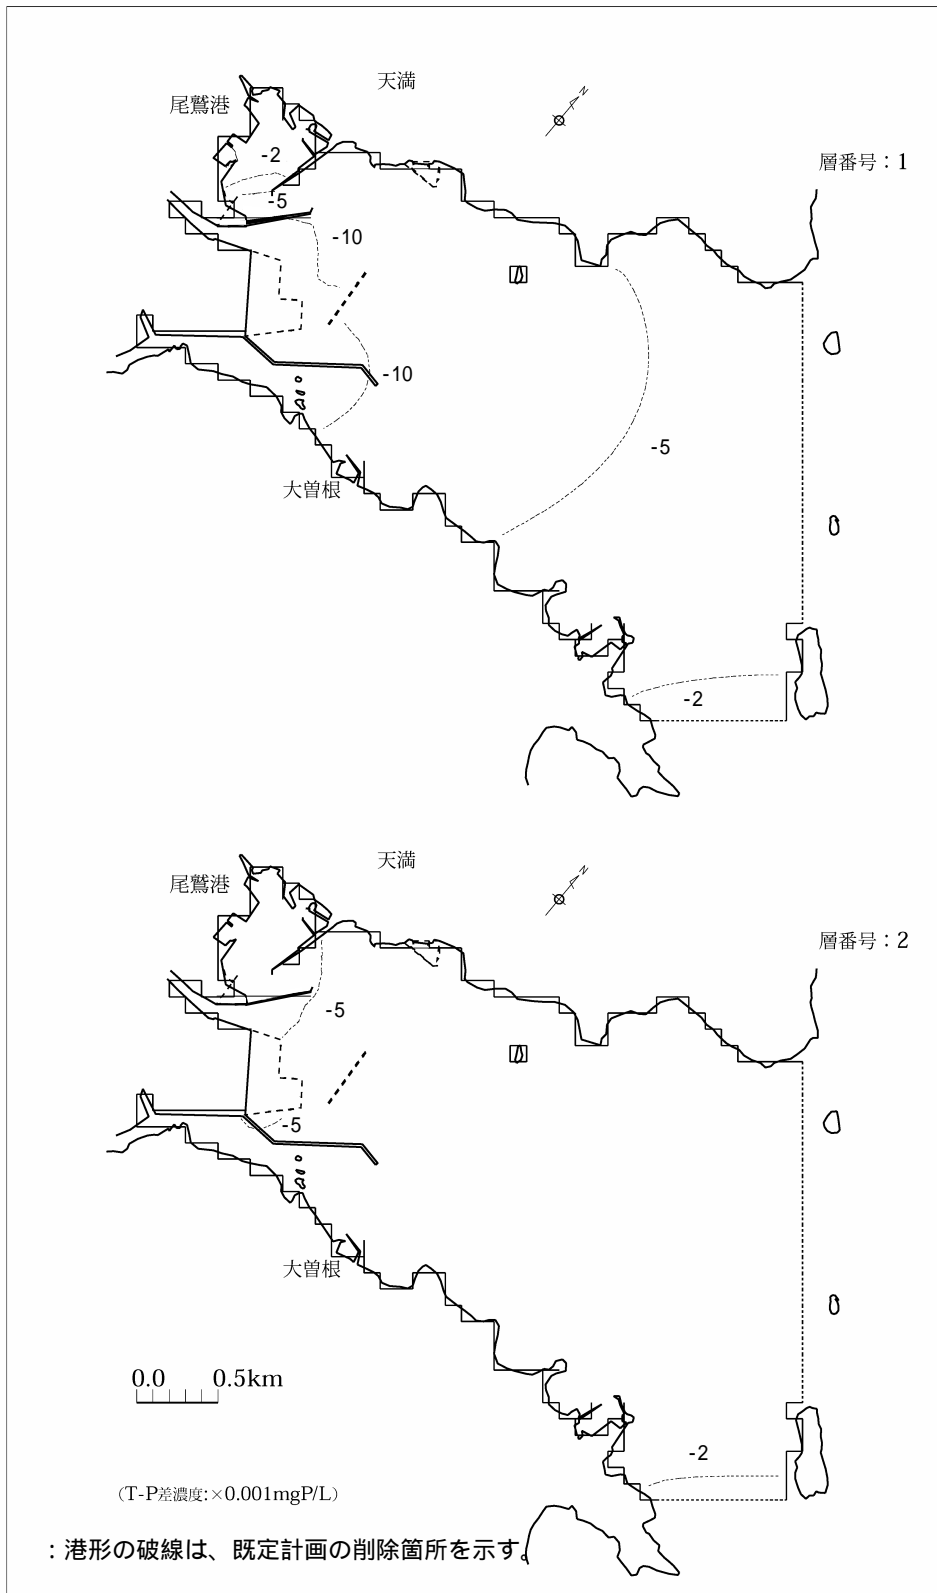 天満
尾鷲港
N
層番号：1
-2
-5
-10
-10
-5
大曽根
-2
天満
尾鷲港
N
層番号：2
-5
-5
大曽根
0.0 0.5km
-2
（T-P差濃度:×0.001mgP/L）
：港形の破線は、既定計画の削除箇所を示す。